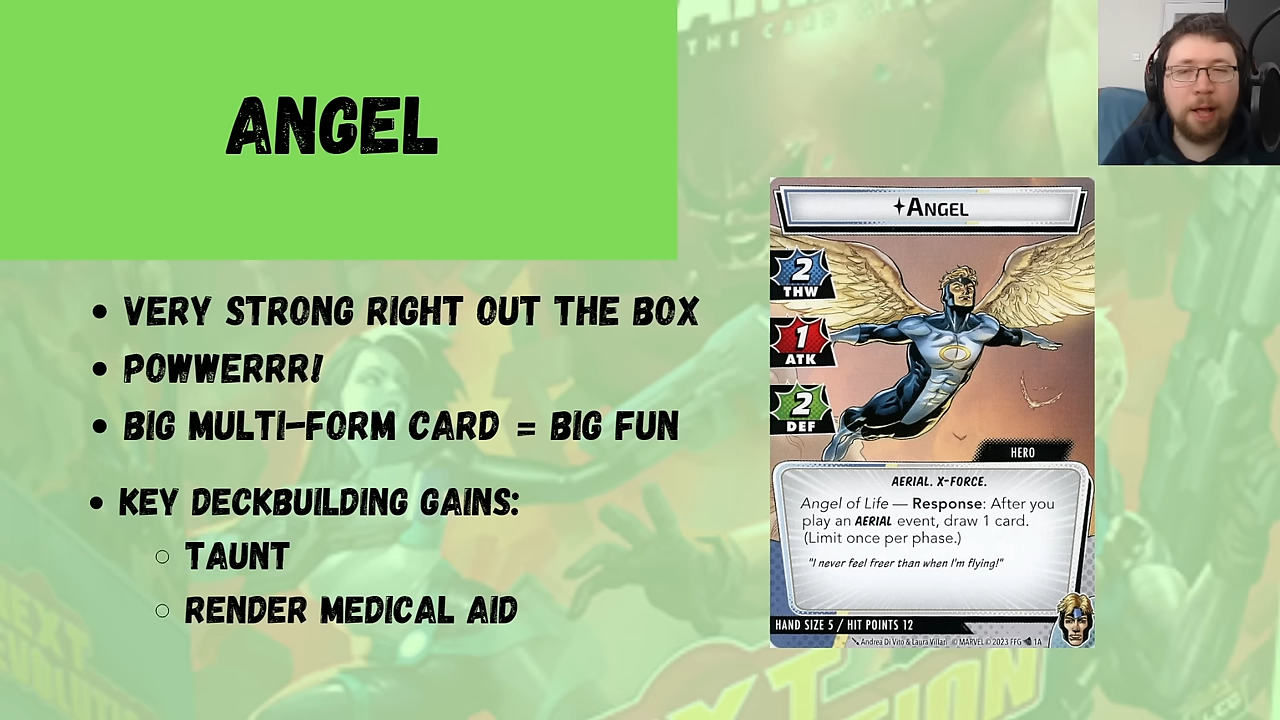 THE CARD GAME
ANGEL
• VERY STRONG RIGHT OUT THE BOX
• POWWERRR!
• BIG MULTI-FORM CARD = BIG FUN
• KEY DECKBUILDING GAINS:
○ TAUNT
○ RENDER MEDICAL AID
ANGEL
2
THW
1
ATK
2
DEF
HERO
AERIAL. X-FORCE.
Angel of Life — Response: After you
play an AERIAL event, draw 1 card.
(Limit once per phase.)
"I never feel freer than when I'm flying!"
HAND SIZE 5 / HIT POINTS 12
Andrea Di Vito & Laura Villari © MARVEL © 2023 FFG 1A